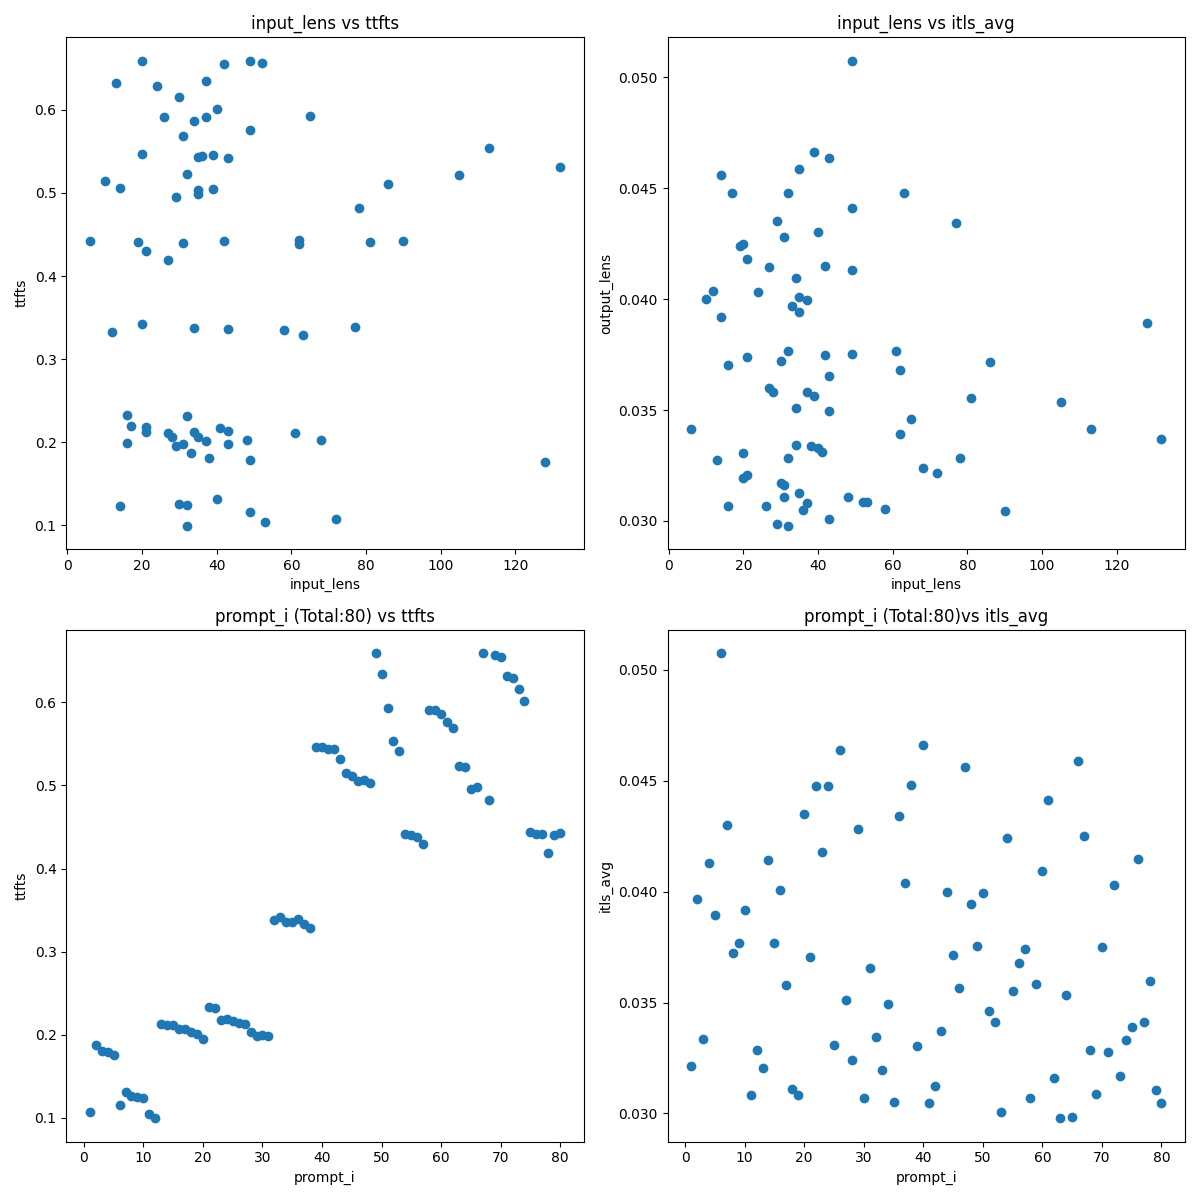 input_lens vs ttfts
input_lens vs itls_avg
0.6
0.5
0.4
0.3
0.2
0.1
ttfts
0 20 40 60 80 100 120
input_lens
0.050
0.045
0.040
0.035
0.030
output_lens
0 20 40 60 80 100 120
input_lens
prompt_i (Total:80) vs ttfts
prompt_i (Total:80)vs itls_avg
0.6
0.5
0.4
0.3
0.2
0.1
ttfts
0 10 20 30 40 50 60 70 80
prompt_i
0.050
0.045
0.040
0.035
0.030
itls_avg
0 10 20 30 40 50 60 70 80
prompt_i